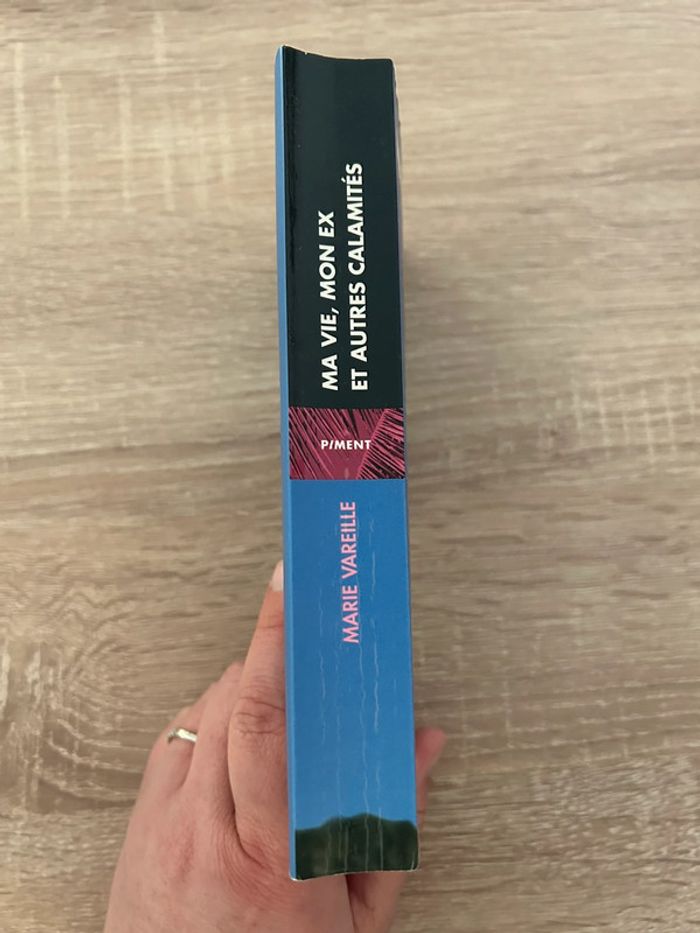 MA VIE, MON EX
ET AUTRES CALAMITÉS
PIMENT
MARIE VAREILLE